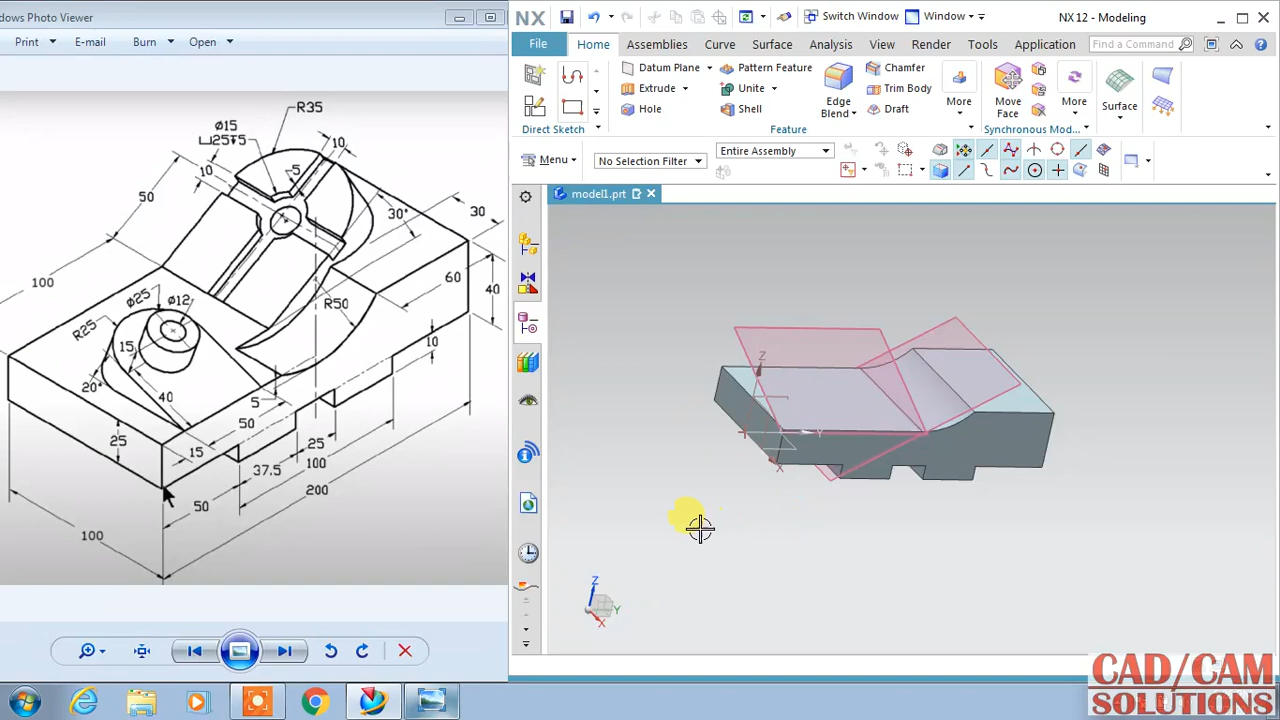 ndows Photo Viewer
Print E-mail Burn Open
NX Switch Window Window NX 12 - Modeling
File Home Assemblies Curve Surface Analysis View Render Tools Application Find a Command
Datum Plane Pattern Feature Chamfer
Extrude Unite Trim Body
Hole Shell Edge Blend Draft More Move Face More Surface
Direct Sketch Feature Synchronous Mod...
Menu No Selection Filter Entire Assembly
model1.prt
R35
Ø15
⌴25↧5
10
10
5
50
30°
30
100
60
40
Ø25
Ø12
R25
R50
15
10
20°
40
5
50
25
15
25
37.5
100
50
200
100
Z
Y
X
Z
Y
X
CAD/CAM
SOLUTIONS